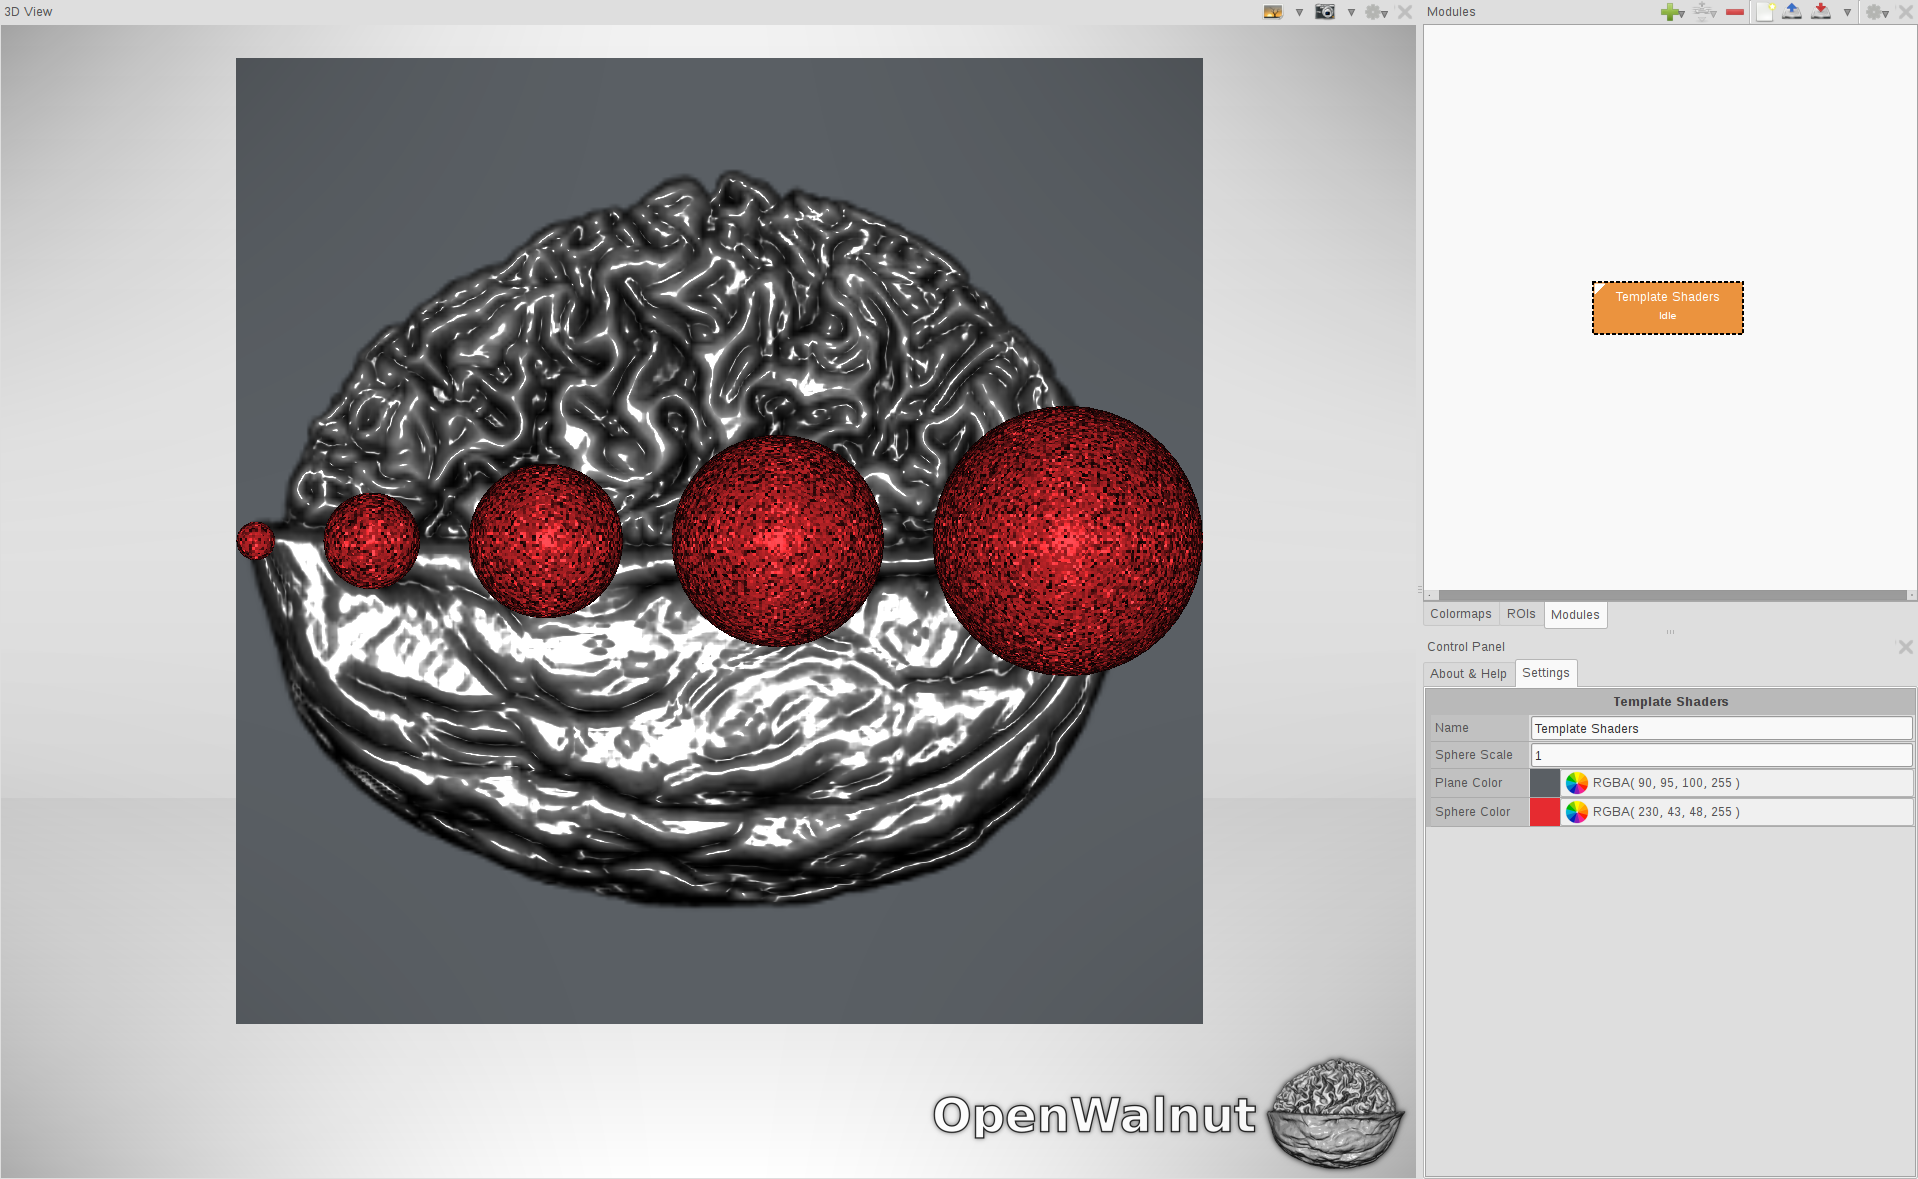 3D View
OpenWalnut
Modules
Template Shaders
Idle
Colormaps ROIs Modules
Control Panel
About & Help Settings
Template Shaders
Name Template Shaders
Sphere Scale 1
Plane Color RGBA( 90, 95, 100, 255 )
Sphere Color RGBA( 230, 43, 48, 255 )